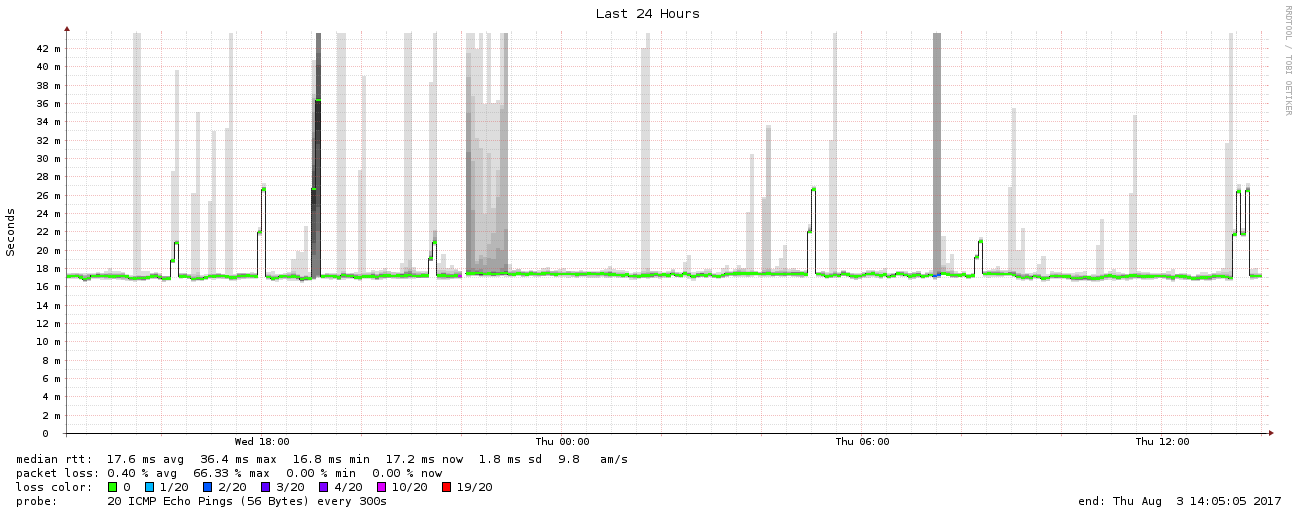 Last 24 Hours
RRDTOOL / TOBI OETIKER
Seconds
42 m
40 m
38 m
36 m
34 m
32 m
30 m
28 m
26 m
24 m
22 m
20 m
18 m
16 m
14 m
12 m
10 m
8 m
6 m
4 m
2 m
0
Wed 18:00 Thu 00:00 Thu 06:00 Thu 12:00
median rtt: 17.6 ms avg 36.4 ms max 16.8 ms min 17.2 ms now 1.8 ms sd 9.8 am/s
packet loss: 0.40 % avg 66.33 % max 0.00 % min 0.00 % now
loss color: 0 1/20 2/20 3/20 4/20 10/20 19/20
probe: 20 ICMP Echo Pings (56 Bytes) every 300s end: Thu Aug 3 14:05:05 2017